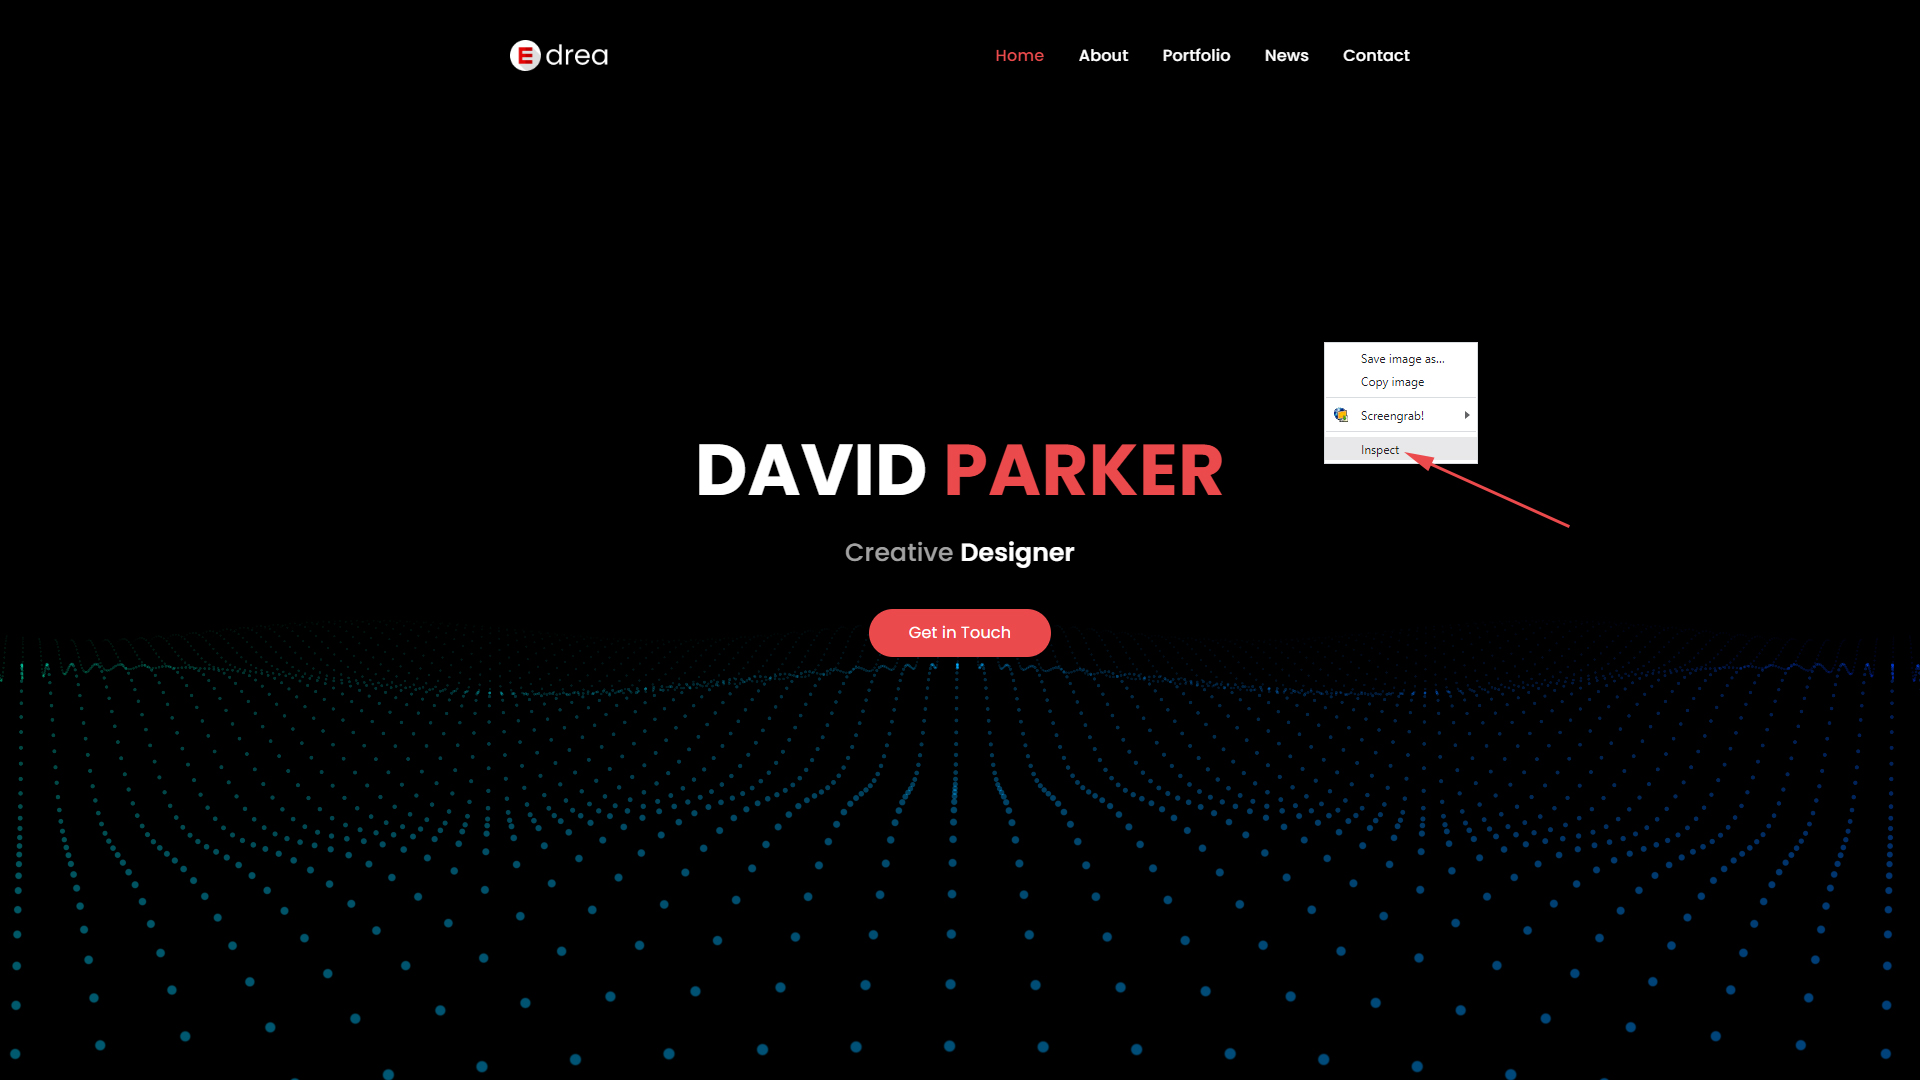 E drea
Home About Portfolio News Contact
Save image as...
Copy image
Screengrab!
Inspect
DAVID PARKER
Creative Designer
Get in Touch